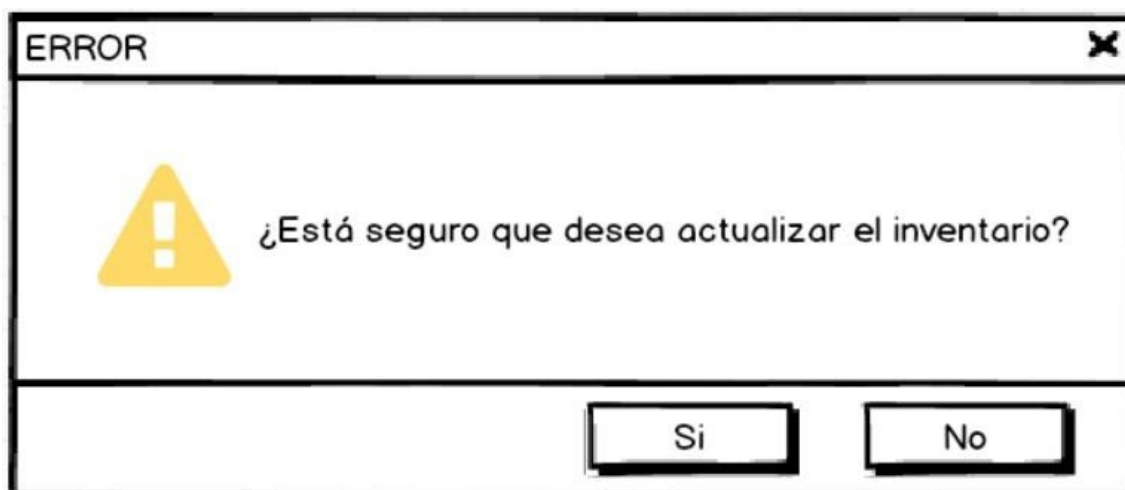 ERROR
¿Está seguro que desea actualizar el inventario?
Si
No